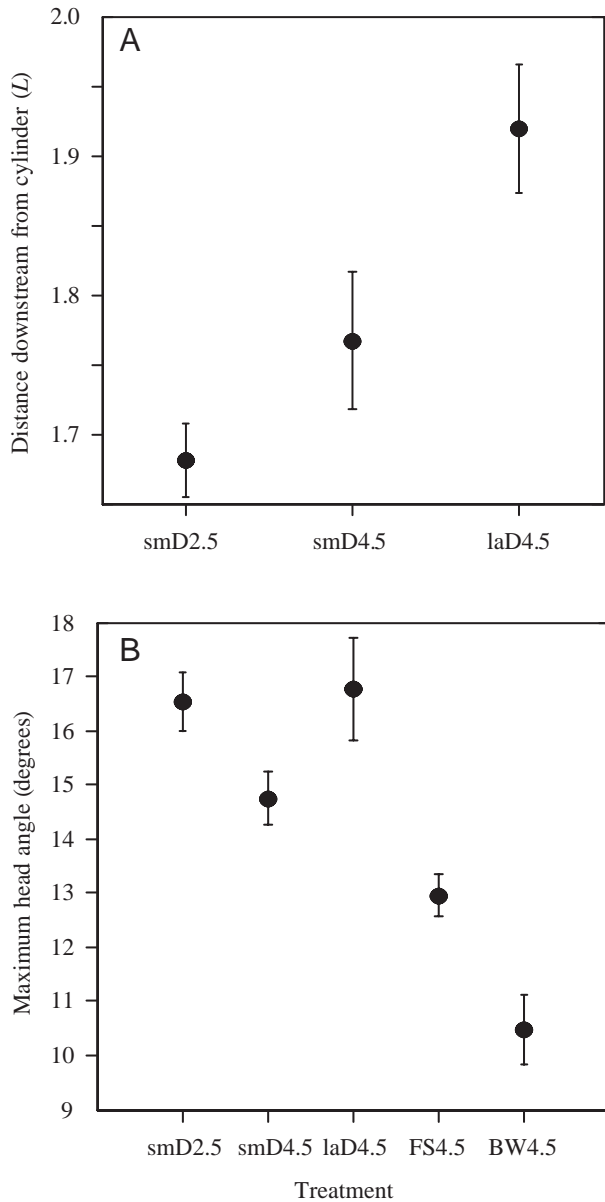 A
Distance downstream from cylinder (L)
2.0
1.9
1.8
1.7
smD2.5 smD4.5 laD4.5
B
Maximum head angle (degrees)
18
17
16
15
14
13
12
11
10
9
smD2.5 smD4.5 laD4.5 FS4.5 BW4.5
Treatment